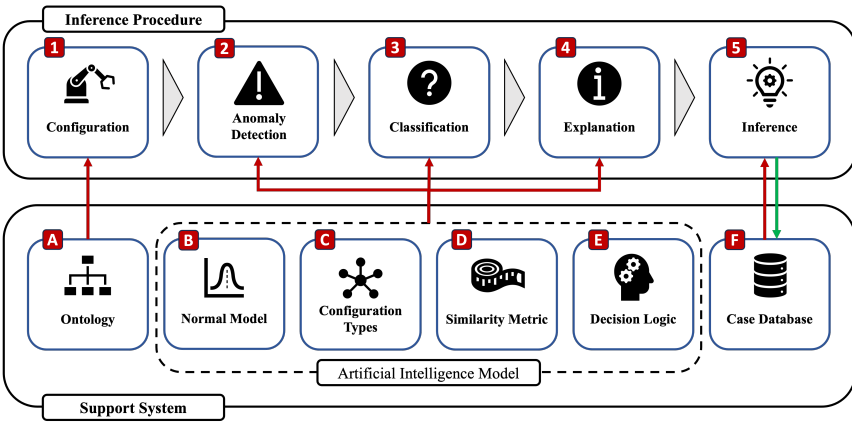 Inference Procedure
1
2
3
4
5
Configuration
Anomaly
Detection
Classification
Explanation
Inference
A
B
C
D
E
F
Ontology
Normal Model
Configuration
Types
Similarity Metric
Decision Logic
Case Database
Artificial Intelligence Model
Support System